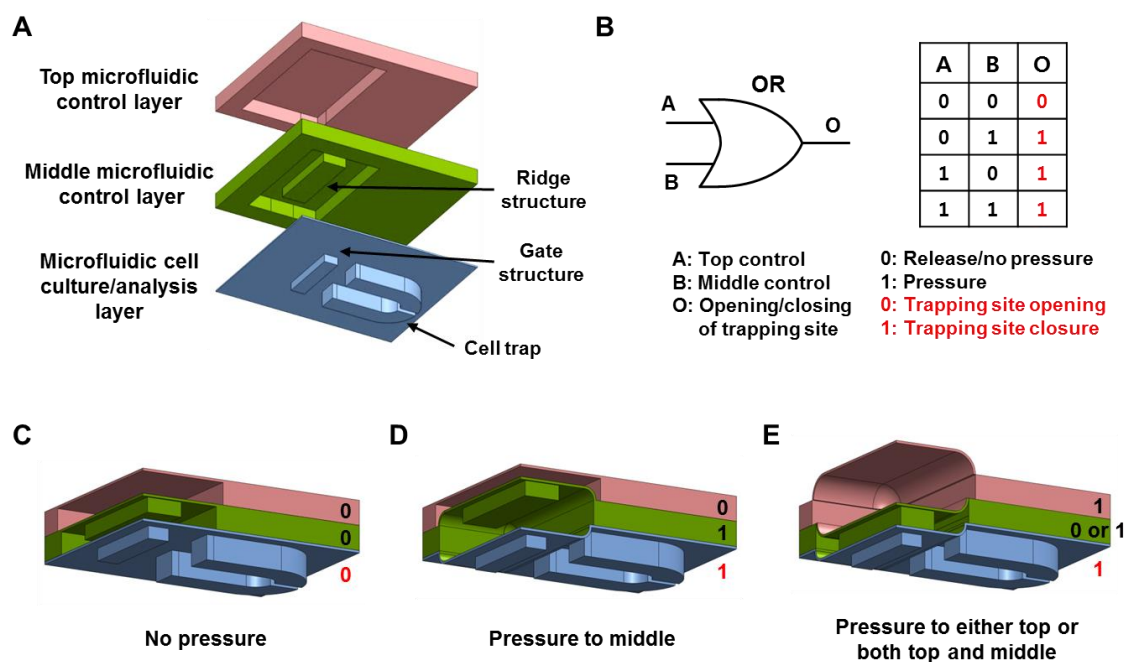 A
Top microfluidic
control layer
Middle microfluidic
control layer
Ridge
structure
Microfluidic cell
culture/analysis
layer
Gate
structure
Cell trap
B
OR
A
B
O
A B O
0 0 0
0 1 1
1 0 1
1 1 1
A: Top control
B: Middle control
O: Opening/closing
of trapping site
0: Release/no pressure
1: Pressure
0: Trapping site opening
1: Trapping site closure
C
0
0
0
No pressure
D
0
1
1
Pressure to middle
E
1
0 or 1
1
Pressure to either top or
both top and middle